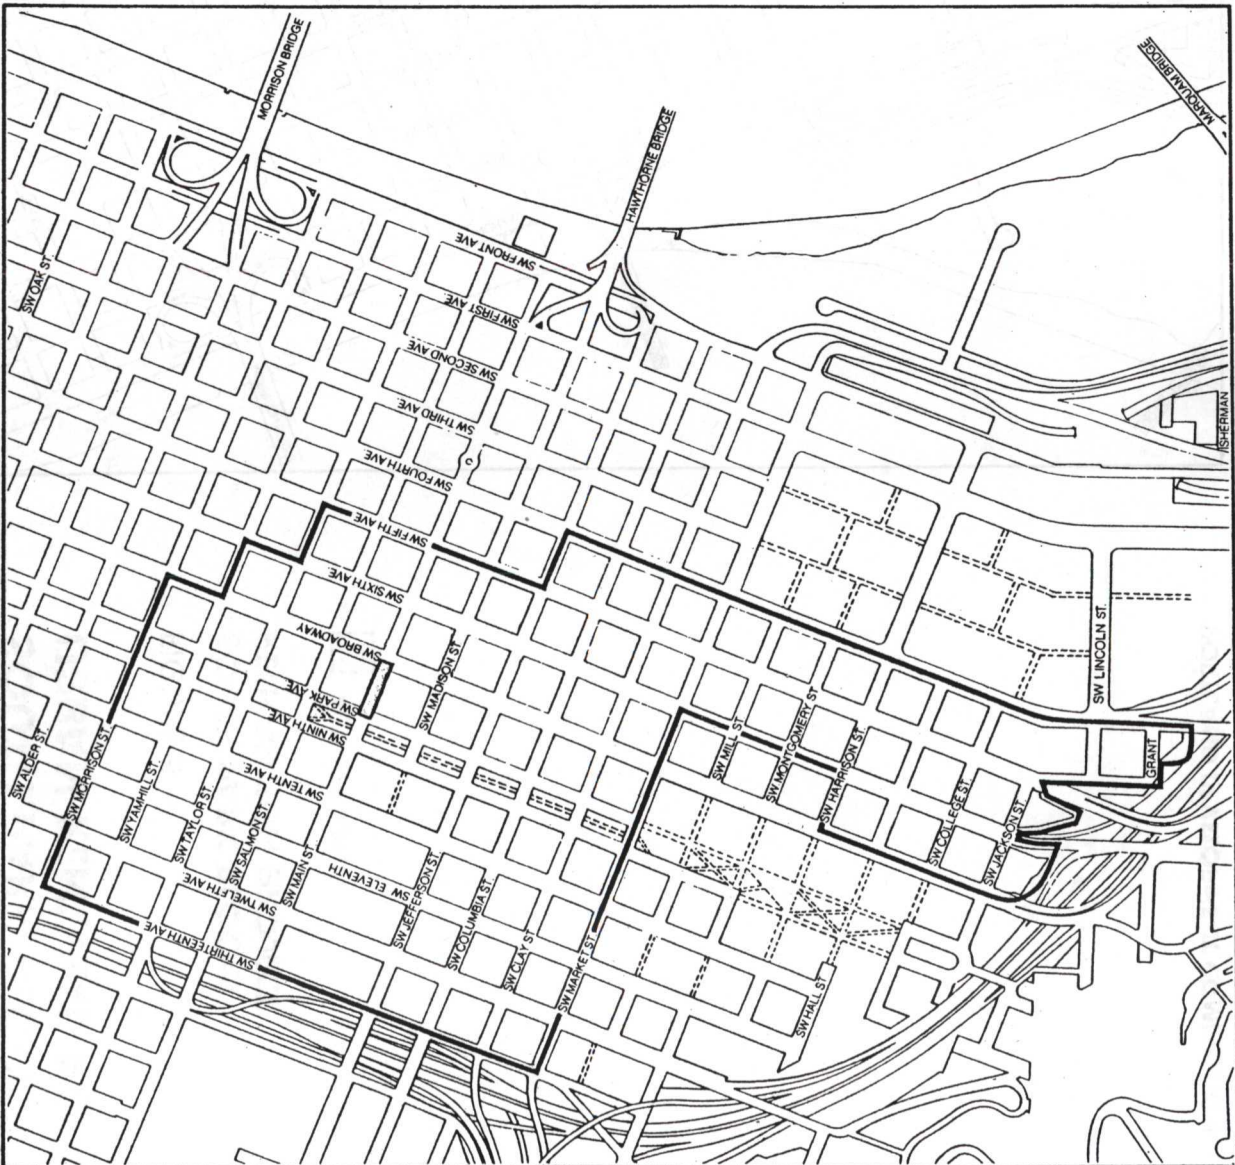 MORRISON BRIDGE
HAWTHORNE BRIDGE
MARQUAM BRIDGE
SW OAK ST.
SW FRONT AVE
SW FIRST AVE
SW SECOND AVE
SW THIRD AVE.
SW FOURTH AVE
SW FIFTH AVE
SW SIXTH AVE
SW BROADWAY
SW PARK AVE
SW NINTH AVE
SW TENTH AVE
SW ELEVENTH
SW TWELFTH AVE
SW THIRTEENTH AVE
SW ALDER ST.
SW MORRISON ST
SW YAMHILL ST.
SW TAYLOR ST.
SW SALMON ST.
SW MAIN ST
SW MADISON ST
SW JEFFERSON ST
SW COLUMBIA ST.
SW CLAY ST
SW MARKET ST
SW MILL ST
SW MONTGOMERY ST
SW HARRISON ST
SW HALL ST
SW COLLEGE ST.
SW JACKSON ST
GRANT
SW LINCOLN ST.
SHERMAN